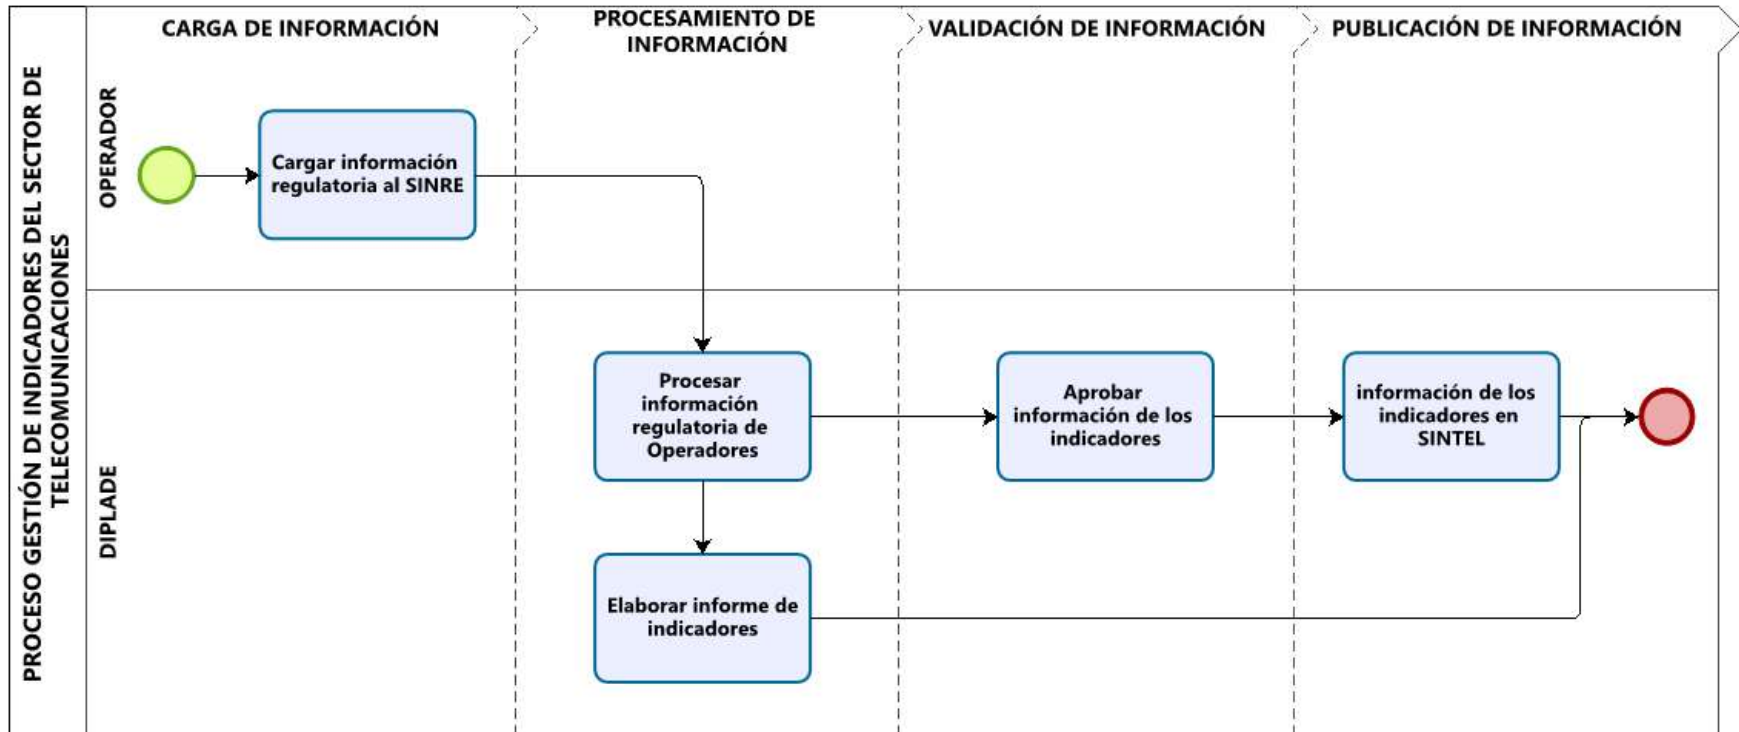 CARGA DE INFORMACIÓN
PROCESAMIENTO DE
INFORMACIÓN
VALIDACIÓN DE INFORMACIÓN
PUBLICACIÓN DE INFORMACIÓN
PROCESO GESTIÓN DE INDICADORES DEL SECTOR DE
TELECOMUNICACIONES
OPERADOR
Cargar información
regulatoria al SINRE
DIPLADE
Procesar
información
regulatoria de
Operadores
Aprobar
información de los
indicadores
información de los
indicadores en
SINTEL
Elaborar informe de
indicadores